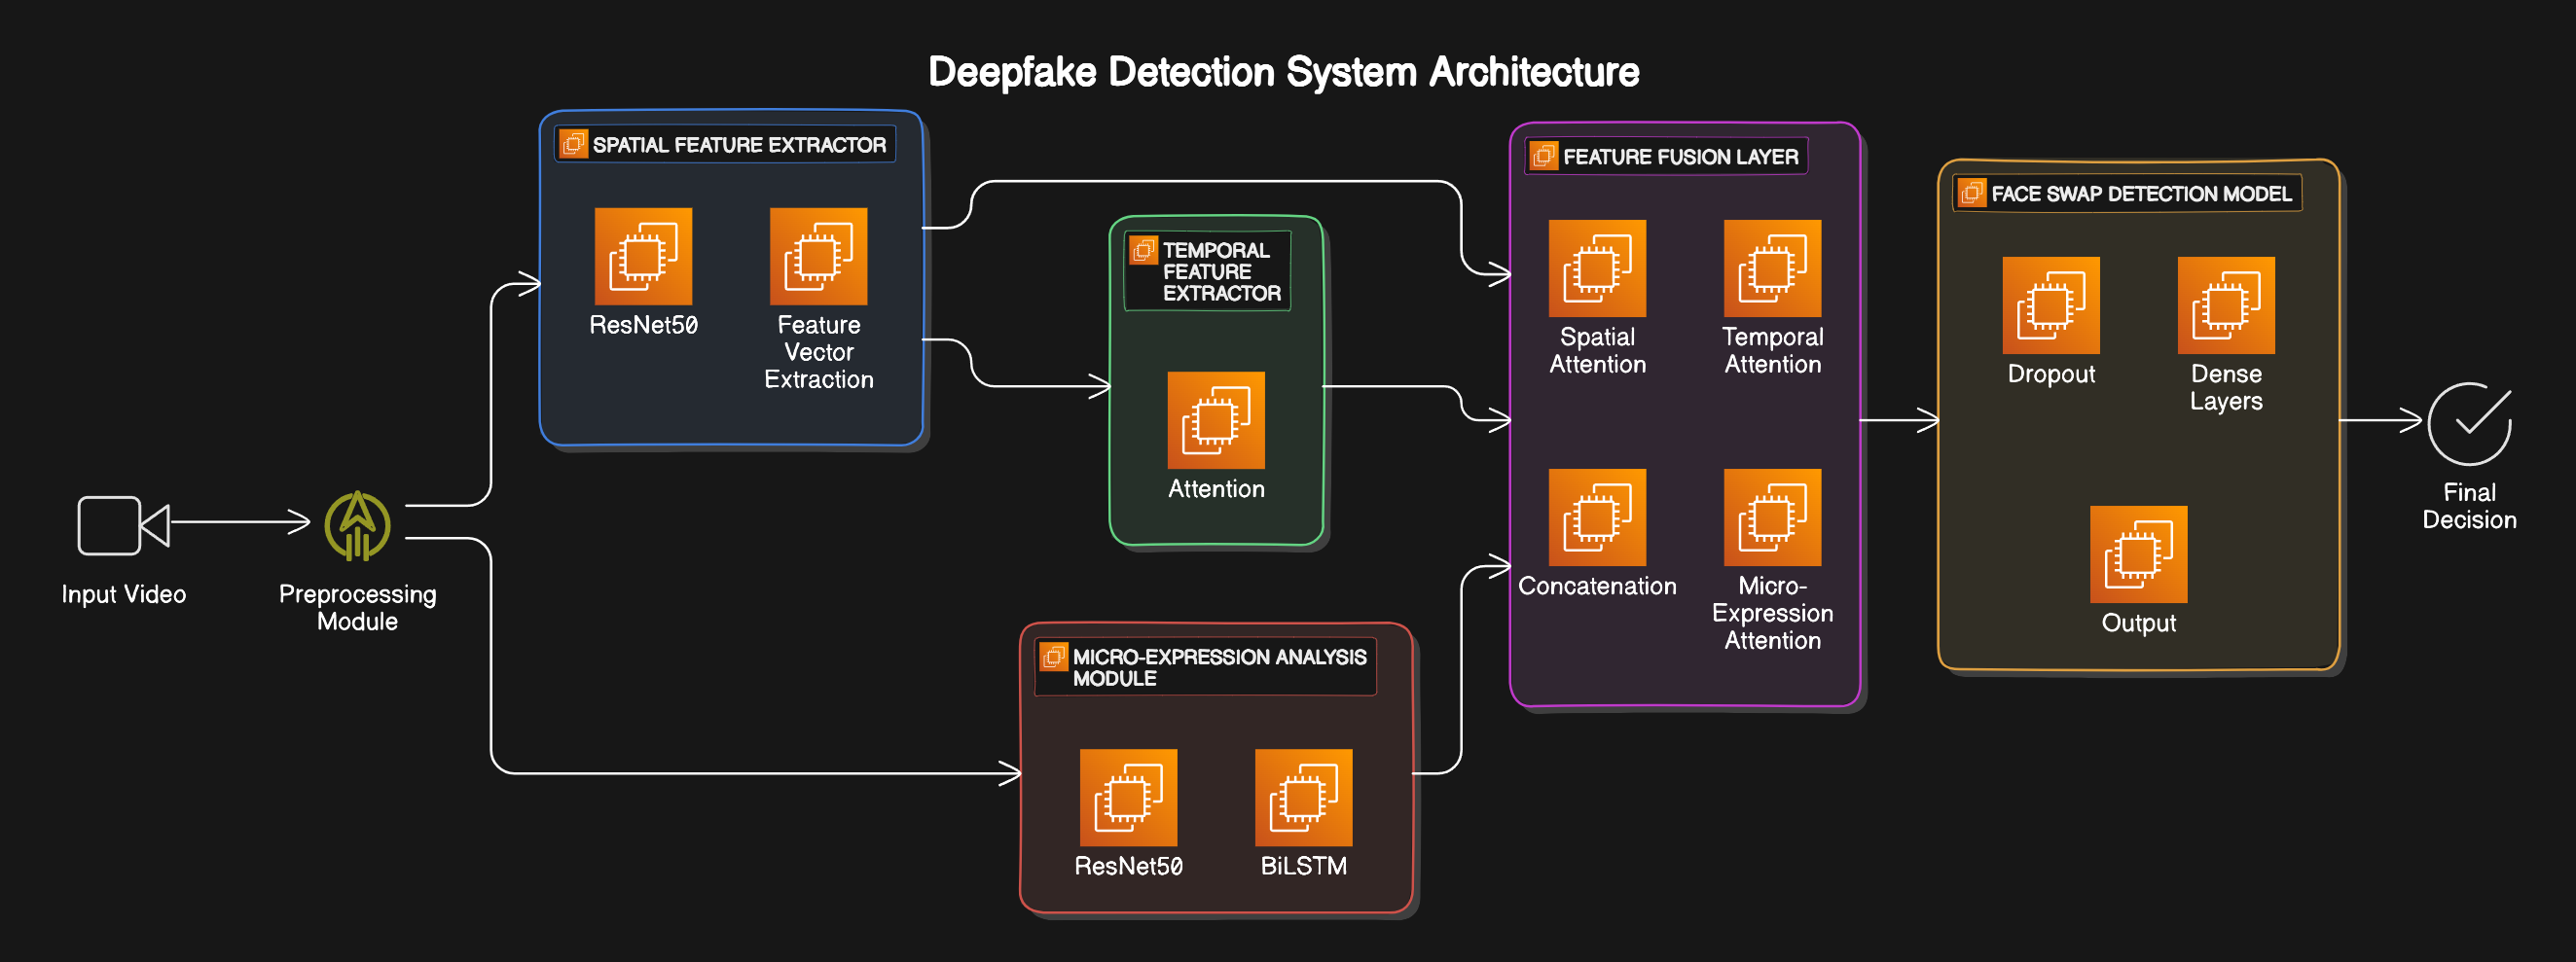 Deepfake Detection System Architecture
SPATIAL FEATURE EXTRACTOR
ResNet50
Feature
Vector
Extraction
TEMPORAL
FEATURE
EXTRACTOR
Attention
FEATURE FUSION LAYER
Spatial
Attention
Temporal
Attention
Concatenation
Micro-
Expression
Attention
FACE SWAP DETECTION MODEL
Dropout
Dense
Layers
Output
Final
Decision
Input Video
Preprocessing
Module
MICRO-EXPRESSION ANALYSIS
MODULE
ResNet50
BiLSTM